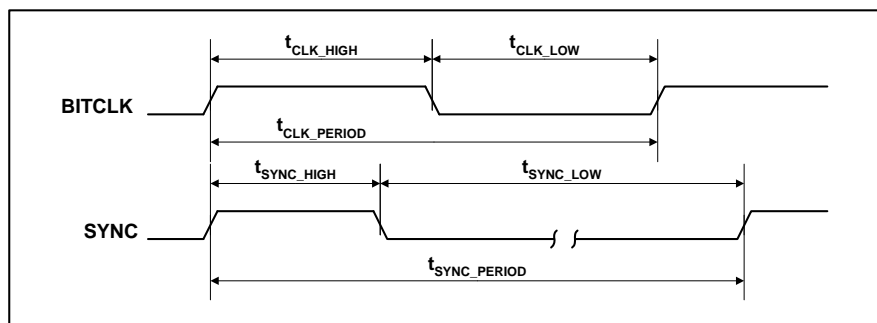 tCLK_HIGH tCLK_LOW
BITCLK
tCLK_PERIOD
tSYNC_HIGH tSYNC_LOW
SYNC
tSYNC_PERIOD